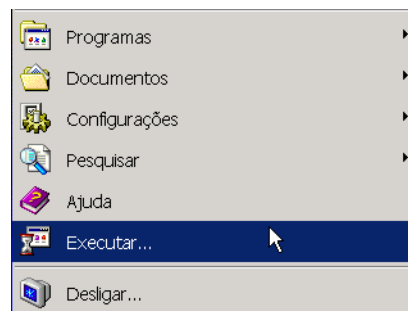 Programas
Documentos
Configurações
Pesquisar
Ajuda
Executar...
Desligar...